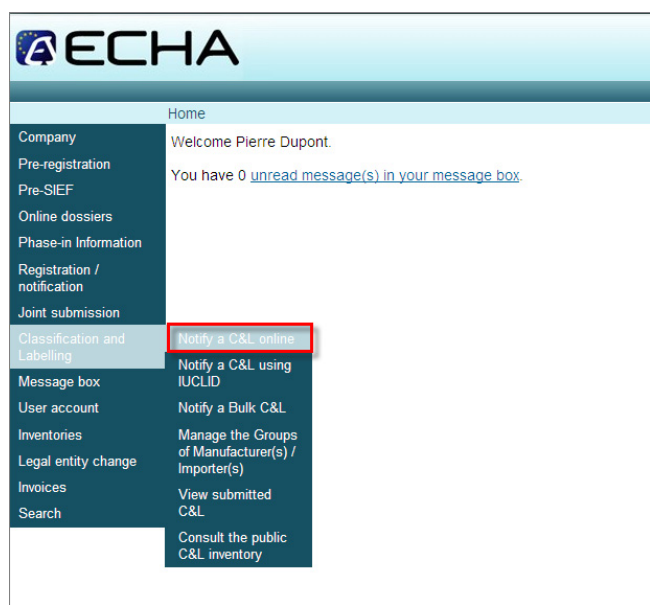 ECHA
Home
Welcome Pierre Dupont.
You have 0 unread message(s) in your message box.
Company
Pre-registration
Pre-SIEF
Online dossiers
Phase-in Information
Registration /
notification
Joint submission
Classification and
Labelling
Message box
User account
Inventories
Legal entity change
Invoices
Search
Notify a C&L online
Notify a C&L using
IUCLID
Notify a Bulk C&L
Manage the Groups
of Manufacturer(s) /
Importer(s)
View submitted
C&L
Consult the public
C&L inventory